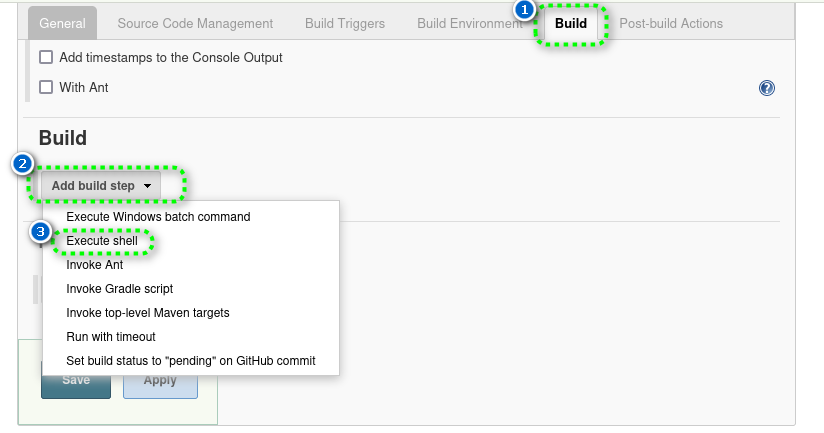 General Source Code Management Build Triggers Build Environment 1 Build Post-build Actions
Add timestamps to the Console Output
With Ant ?
Build
2
Add build step
Execute Windows batch command
3 Execute shell
Invoke Ant
Invoke Gradle script
Invoke top-level Maven targets
Run with timeout
Set build status to "pending" on GitHub commit
Save Apply